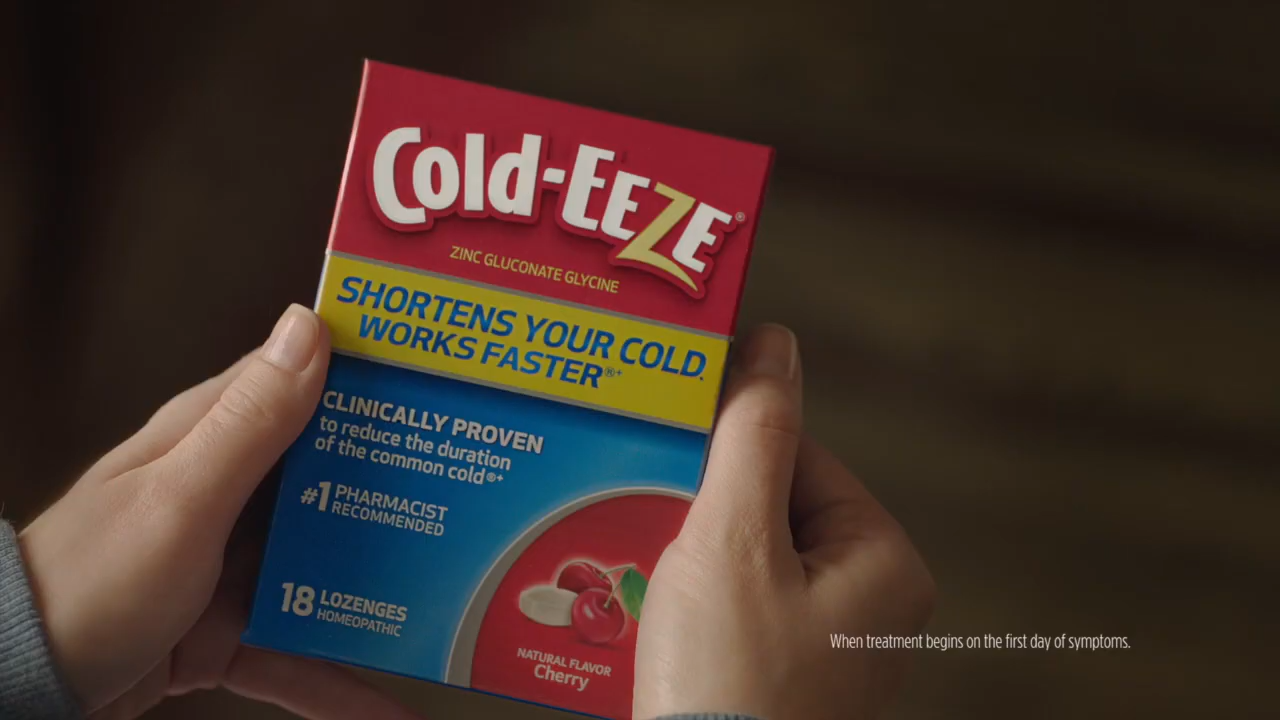 Cold-EEZE®
ZINC GLUCONATE GLYCINE
SHORTENS YOUR COLD.
WORKS FASTER®+
CLINICALLY PROVEN
to reduce the duration
of the common cold®+
#1 PHARMACIST
RECOMMENDED
18 LOZENGES
HOMEOPATHIC
NATURAL FLAVOR
Cherry
When treatment begins on the first day of symptoms.